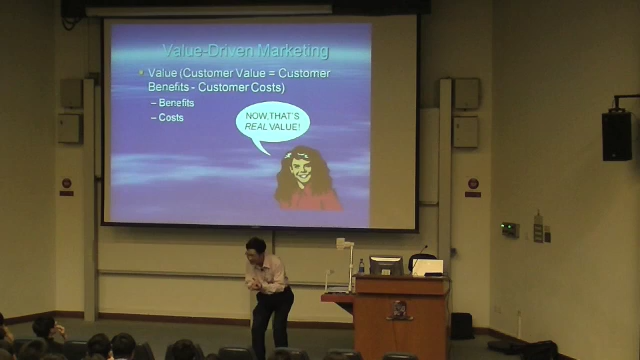 Value-Driven Marketing
Value (Customer Value = Customer
Benefits - Customer Costs)
– Benefits
– Costs
NOW, THAT'S
REAL VALUE!